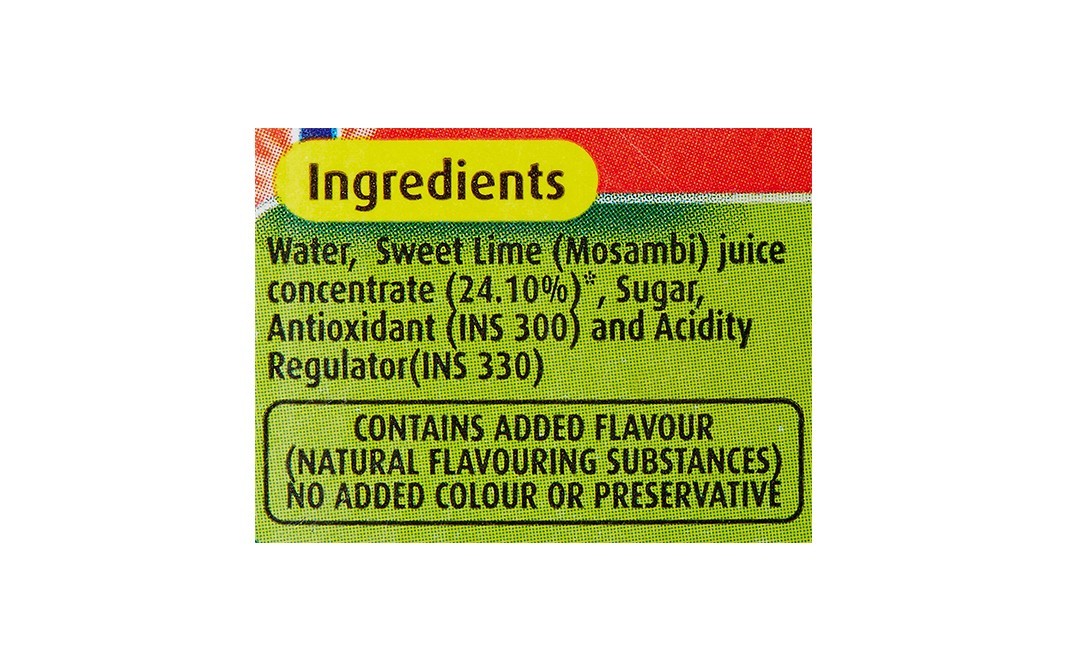 Ingredients
Water, Sweet Lime (Mosambi) juice
concentrate (24.10%)*, Sugar,
Antioxidant (INS 300) and Acidity
Regulator(INS 330)
CONTAINS ADDED FLAVOUR
(NATURAL FLAVOURING SUBSTANCES)
NO ADDED COLOUR OR PRESERVATIVE